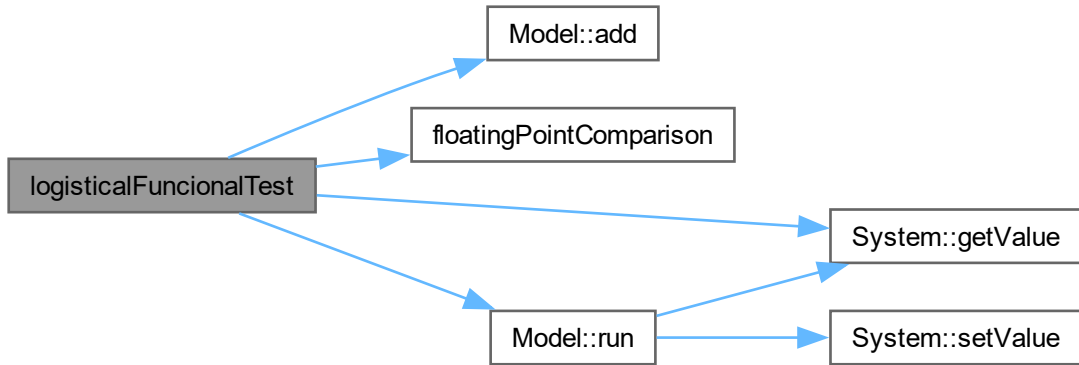 Model::add
floatingPointComparison
logisticalFuncionalTest
System::getValue
Model::run
System::setValue